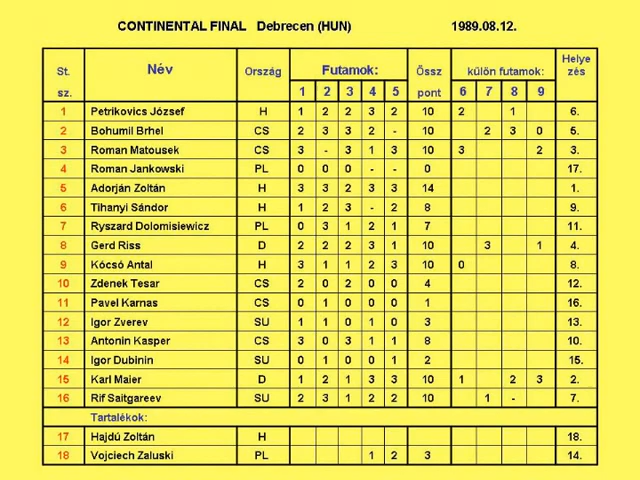 CONTINENTAL FINAL Debrecen (HUN) 1989.08.12.
St. sz. Név Ország Futamok: Össz pont külön futamok: Helye zés
1 2 3 4 5 6 7 8 9
1 Petrikovics József H 1 2 2 3 2 10 2 1 6.
2 Bohumil Brhel CS 2 3 3 2 - 10 2 3 0 5.
3 Roman Matousek CS 3 - 3 1 3 10 3 2 3.
4 Roman Jankowski PL 0 0 0 - - 0 17.
5 Adorján Zoltán H 3 3 2 3 3 14 1.
6 Tihanyi Sándor H 1 2 3 - 2 8 9.
7 Ryszard Dolomisiewicz PL 0 3 1 2 1 7 11.
8 Gerd Riss D 2 2 2 3 1 10 3 1 4.
9 Kócsó Antal H 3 1 1 2 3 10 0 8.
10 Zdenek Tesar CS 2 0 2 0 0 4 12.
11 Pavel Karnas CS 0 1 0 0 0 1 16.
12 Igor Zverev SU 1 1 0 1 0 3 13.
13 Antonin Kasper CS 3 0 3 1 1 8 10.
14 Igor Dubinin SU 0 1 0 0 1 2 15.
15 Karl Maier D 1 2 1 3 3 10 1 2 3 2.
16 Rif Saitgareev SU 2 3 1 2 2 10 1 - 7.
Tartalékok:
17 Hajdú Zoltán H 18.
18 Vojciech Zaluski PL 1 2 3 14.